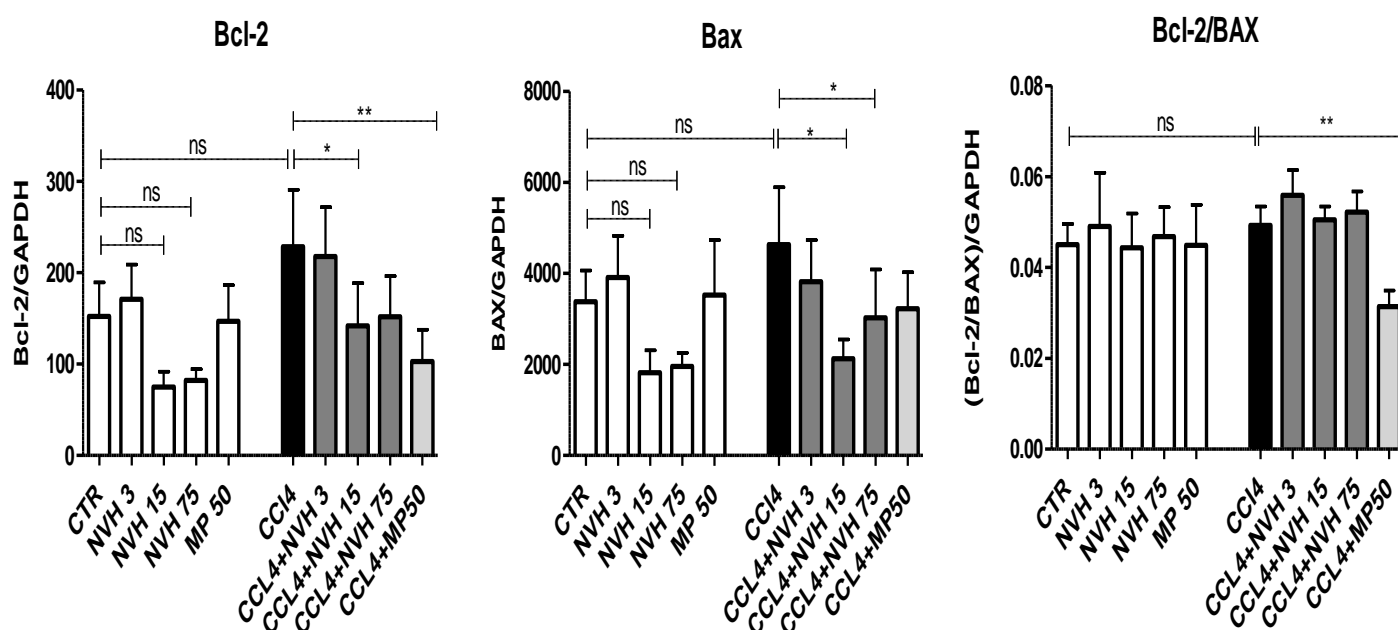 Bcl-2
Bcl-2/GAPDH
400
300
200
100
0
ns
ns
ns
*
**
CTR
NVH 3
NVH 15
NVH 75
MP 50
CCl4
CCL4+NVH 3
CCL4+NVH 15
CCL4+NVH 75
CCL4+MP50
Bax
BAX/GAPDH
8000
6000
4000
2000
0
ns
ns
ns
*
*
CTR
NVH 3
NVH 15
NVH 75
MP 50
CCl4
CCL4+NVH 3
CCL4+NVH 15
CCL4+NVH 75
CCL4+MP50
Bcl-2/BAX
(Bcl-2/BAX)/GAPDH
0.08
0.06
0.04
0.02
0.00
ns
**
CTR
NVH 3
NVH 15
NVH 75
MP 50
CCl4
CCL4+NVH 3
CCL4+NVH 15
CCL4+NVH 75
CCL4+MP50